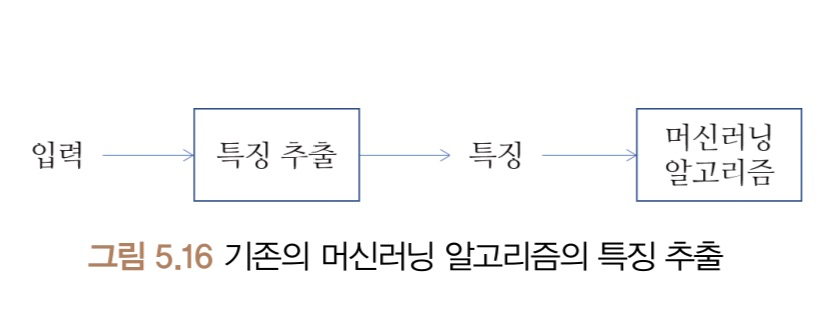 입력
특징 추출
특징
머신러닝
알고리즘
그림 5.16 기존의 머신러닝 알고리즘의 특징 추출